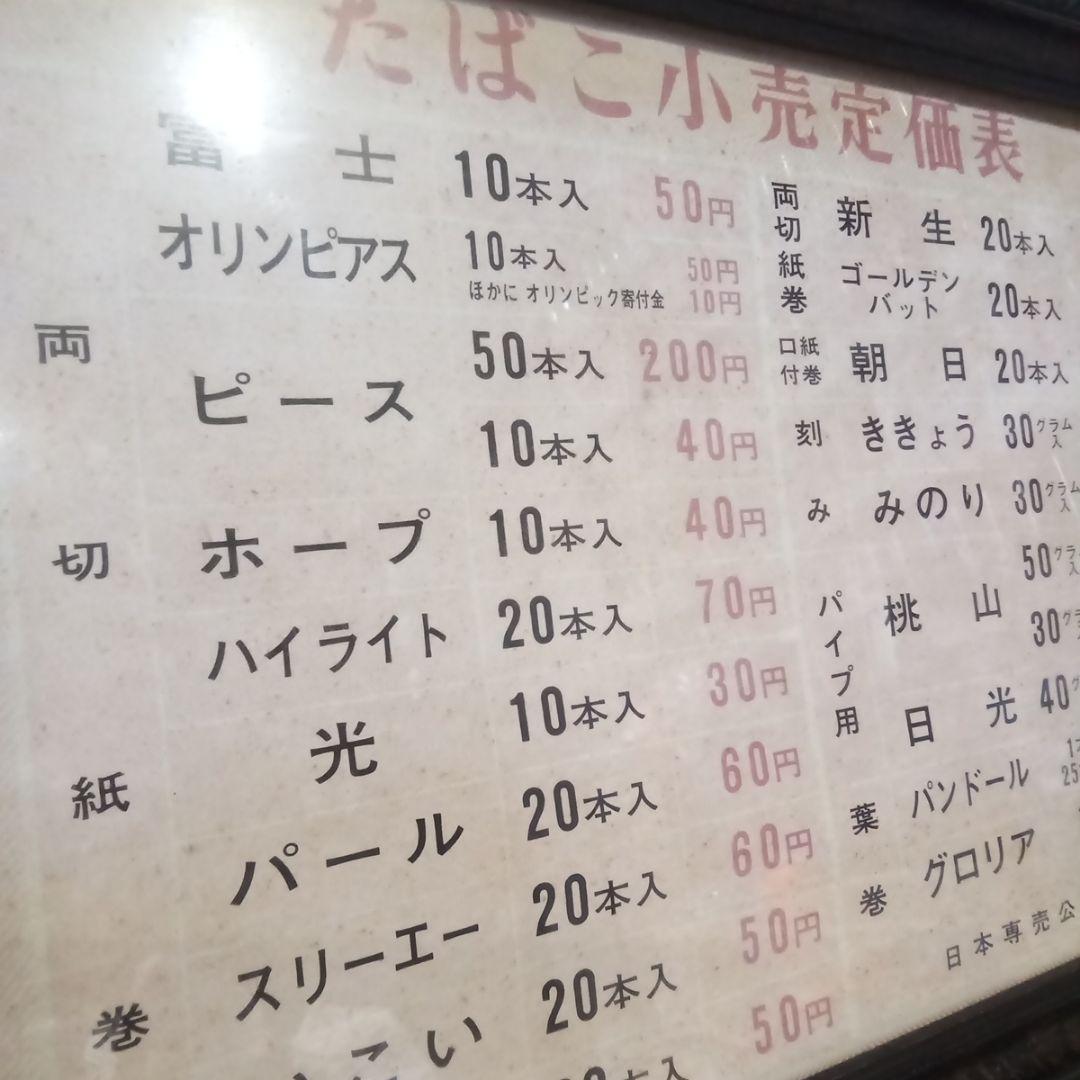 たばこ小売定価表
両切紙巻
富士 10本入 50円
オリンピアス 10本入 50円
ほかに オリンピック寄付金 10円
ピース 50本入 200円
10本入 40円
ホープ 10本入 40円
ハイライト 20本入 70円
光 10本入 30円
パール 20本入 60円
スリーエー 20本入 60円
こい 20本入 50円
50円
両切紙巻
新生 20本入
ゴールデンバット 20本入
口付紙巻
朝日 20本入
刻み
ききょう 30グラム入
みのり 30グラム入
パイプ用
桃山 50グラ入
30グラ
日光 40グ
葉巻
パンドール
グロリア
日本専売公